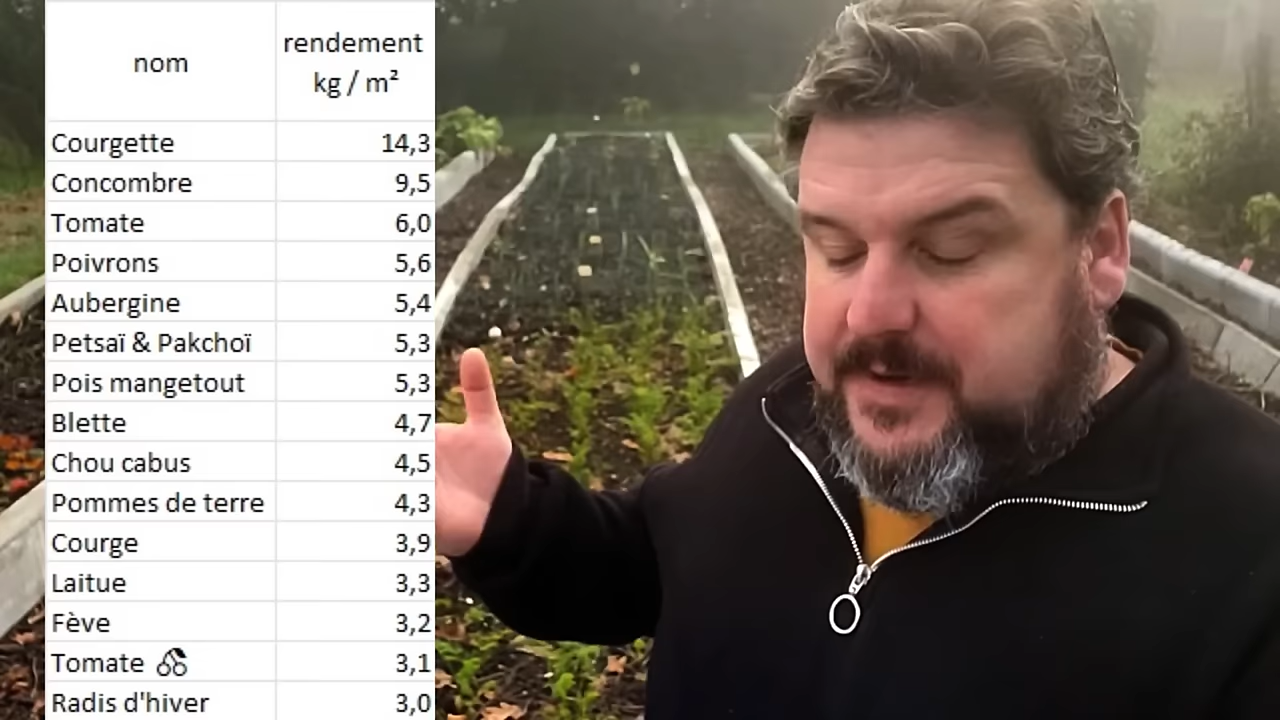 nom rendement
kg / m²
Courgette 14,3
Concombre 9,5
Tomate 6,0
Poivrons 5,6
Aubergine 5,4
Petsaï & Pakchoï 5,3
Pois mangetout 5,3
Blette 4,7
Chou cabus 4,5
Pommes de terre 4,3
Courge 3,9
Laitue 3,3
Fève 3,2
Tomate 🍒 3,1
Radis d'hiver 3,0